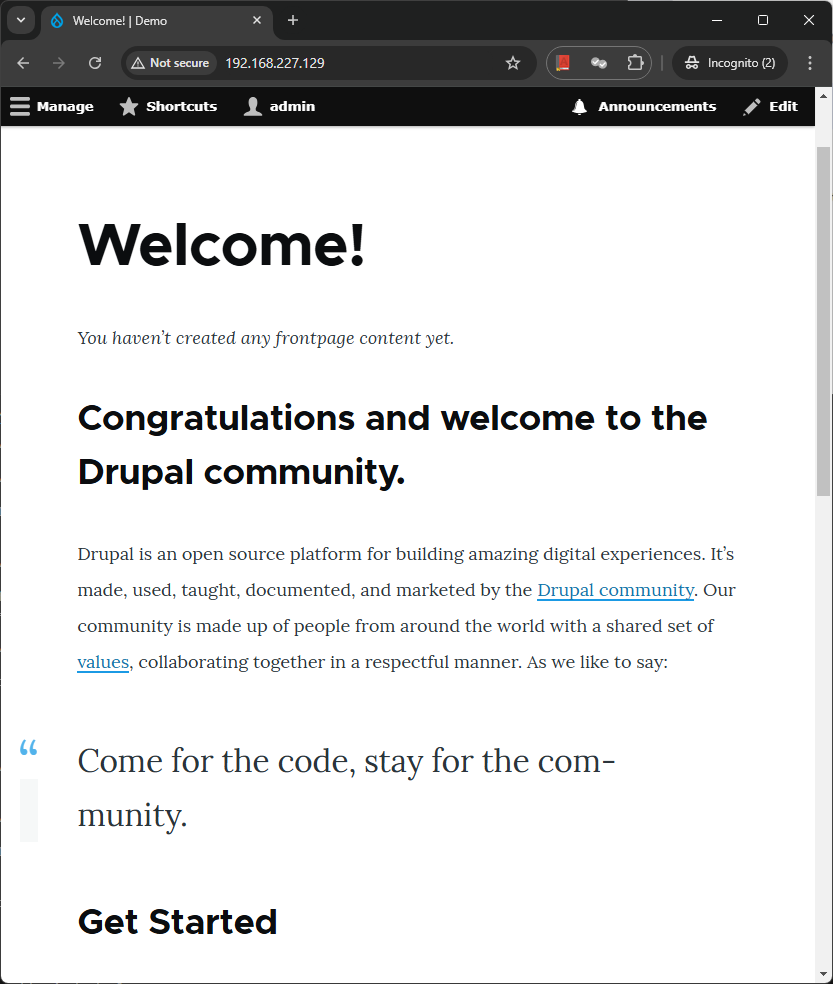 Welcome! | Demo
Not secure
192.168.227.129
Incognito (2)
Manage
Shortcuts
admin
Announcements
Edit
Welcome!
You haven’t created any frontpage content yet.
Congratulations and welcome to the
Drupal community.
Drupal is an open source platform for building amazing digital experiences. It’s
made, used, taught, documented, and marketed by the Drupal community. Our
community is made up of people from around the world with a shared set of
values, collaborating together in a respectful manner. As we like to say:
“
Come for the code, stay for the com-
munity.
Get Started